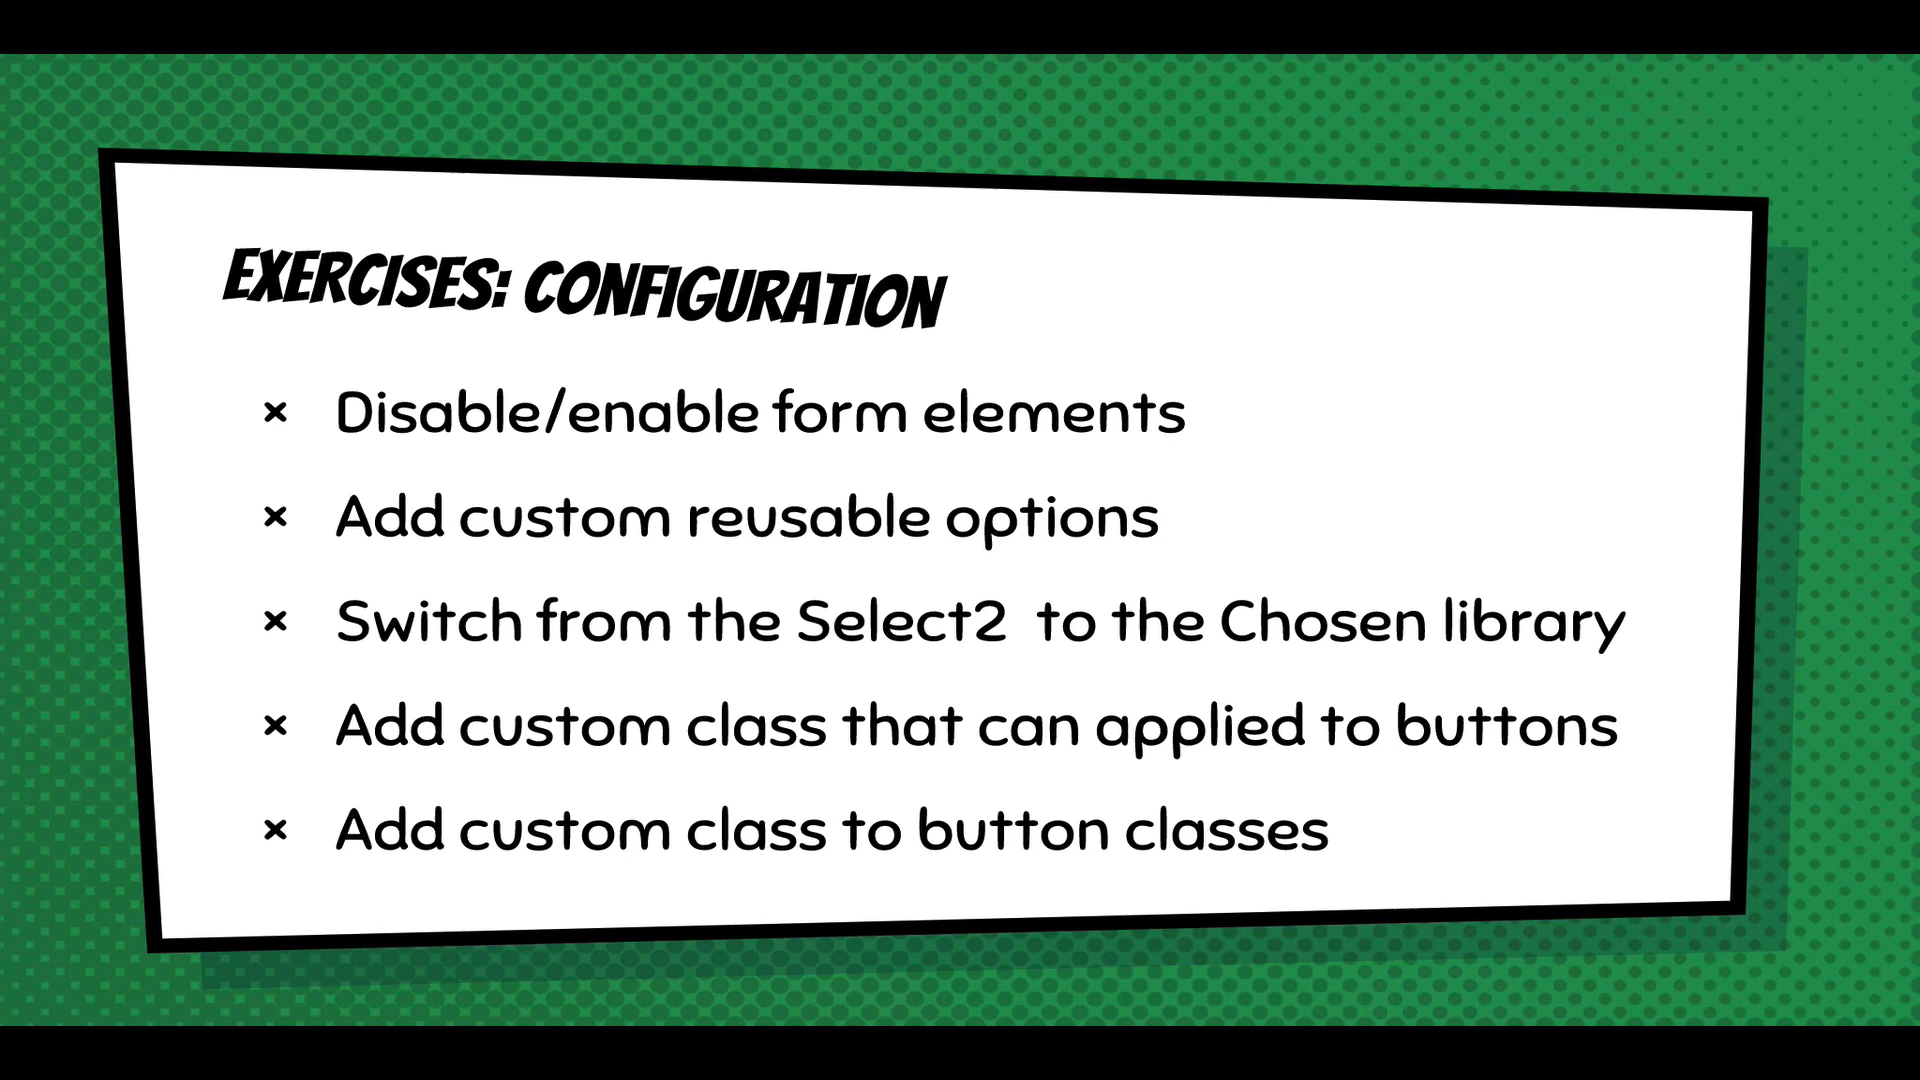 EXERCISES: CONFIGURATION
× Disable/enable form elements
× Add custom reusable options
× Switch from the Select2  to the Chosen library
× Add custom class that can applied to buttons
× Add custom class to button classes